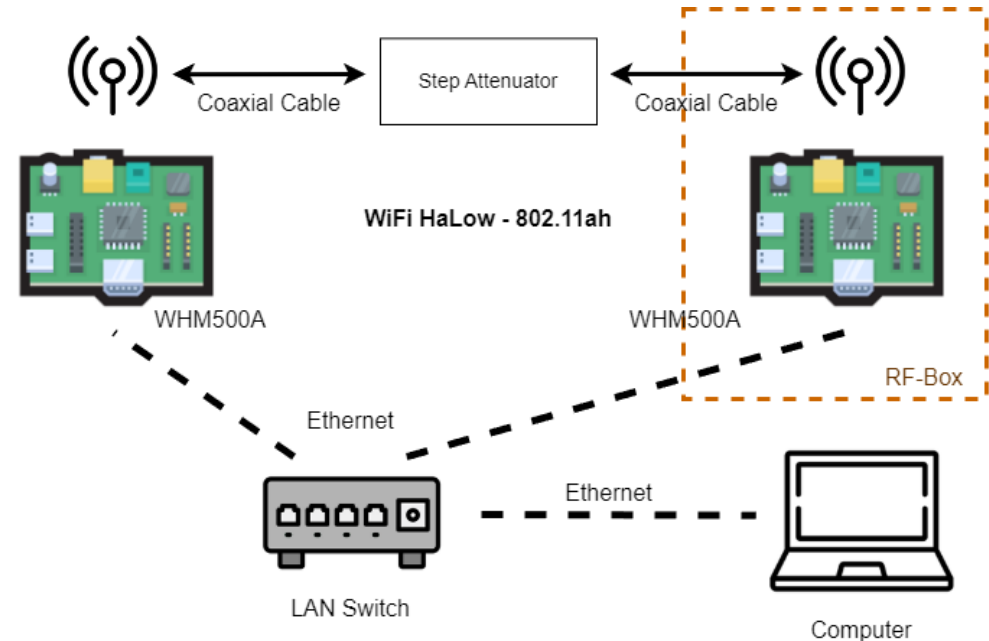 Step Attenuator
Coaxial Cable
Coaxial Cable
WiFi HaLow - 802.11ah
WHM500A
WHM500A
RF-Box
Ethernet
Ethernet
LAN Switch
Computer